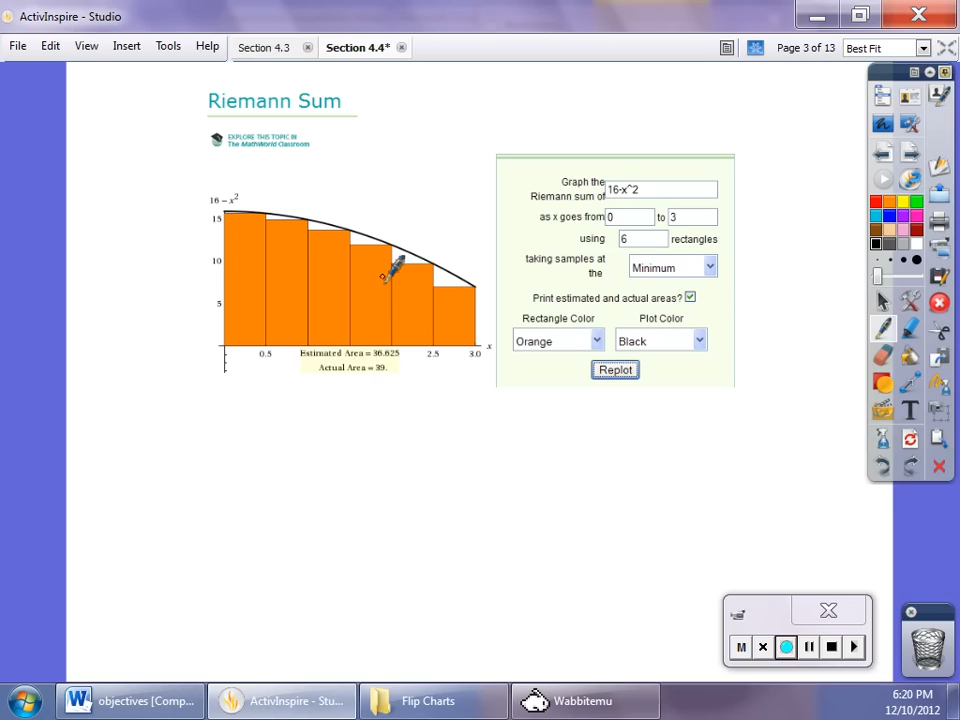 ActivInspire - Studio
File Edit View Insert Tools Help
Section 4.3 Section 4.4* Page 3 of 13 Best Fit
Riemann Sum
EXPLORE THIS TOPIC IN
The MathWorld Classroom
16 – x²
15
10
5
0.5 2.5 3.0 x
Estimated Area = 36.625
Actual Area = 39.
Graph the
Riemann sum of 16-x^2
as x goes from 0 to 3
using 6 rectangles
taking samples at
the Minimum
Print estimated and actual areas?
Rectangle Color Plot Color
Orange Black
Replot
M
objectives [Comp... ActivInspire - Stu... Flip Charts Wabbitemu
6:20 PM
12/10/2012